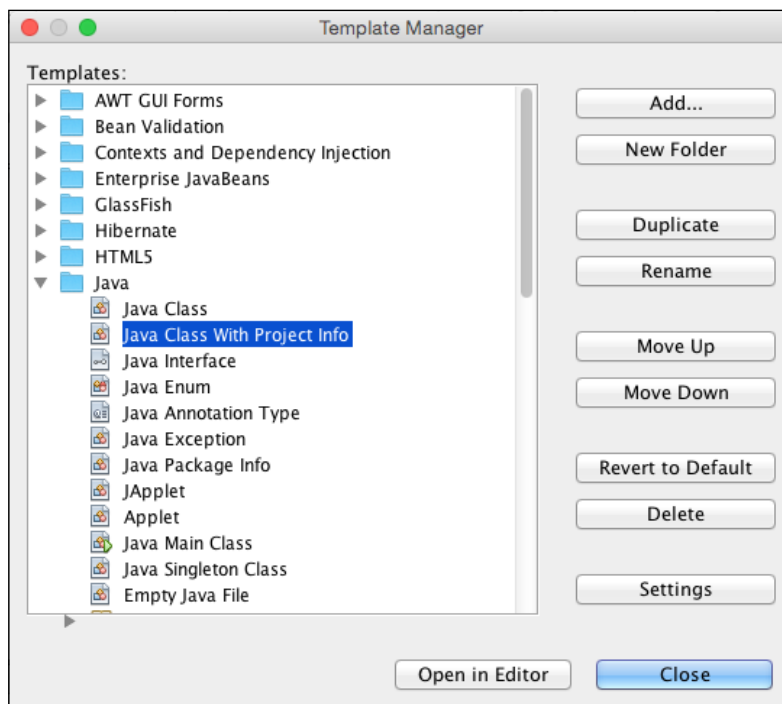 Template Manager
Templates:
AWT GUI Forms
Bean Validation
Contexts and Dependency Injection
Enterprise JavaBeans
GlassFish
Hibernate
HTML5
Java
Java Class
Java Class With Project Info
Java Interface
Java Enum
Java Annotation Type
Java Exception
Java Package Info
JApplet
Applet
Java Main Class
Java Singleton Class
Empty Java File
Add...
New Folder
Duplicate
Rename
Move Up
Move Down
Revert to Default
Delete
Settings
Open in Editor
Close